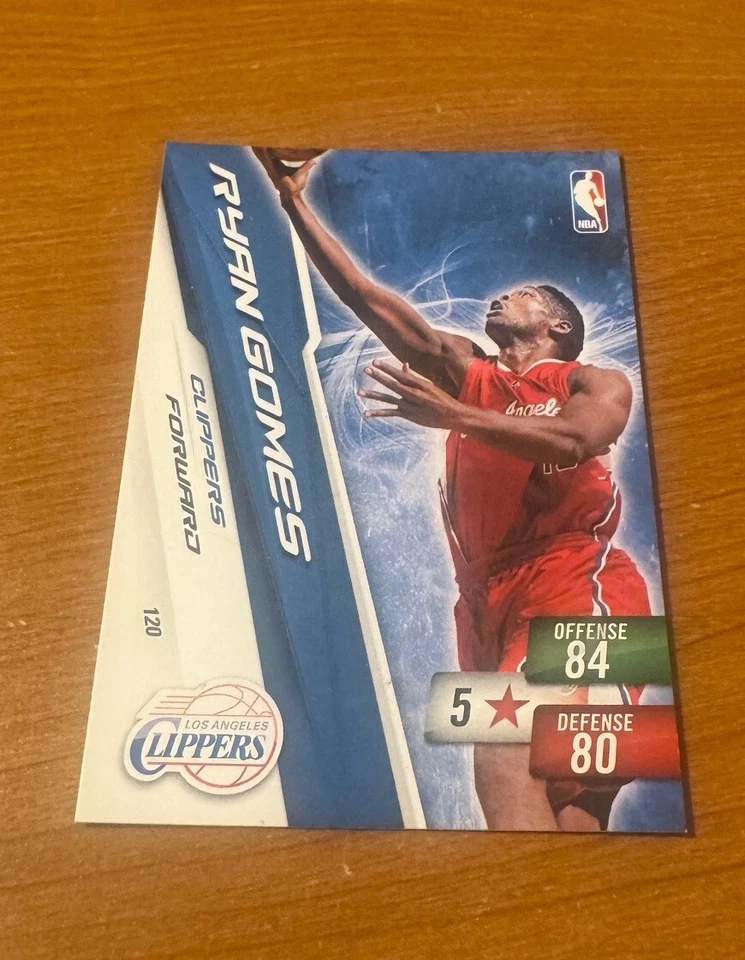 RYAN GOMES
CLIPPERS
FORWARD
120
LOS ANGELES
CLIPPERS
NBA
Angeles
OFFENSE
84
5
DEFENSE
80